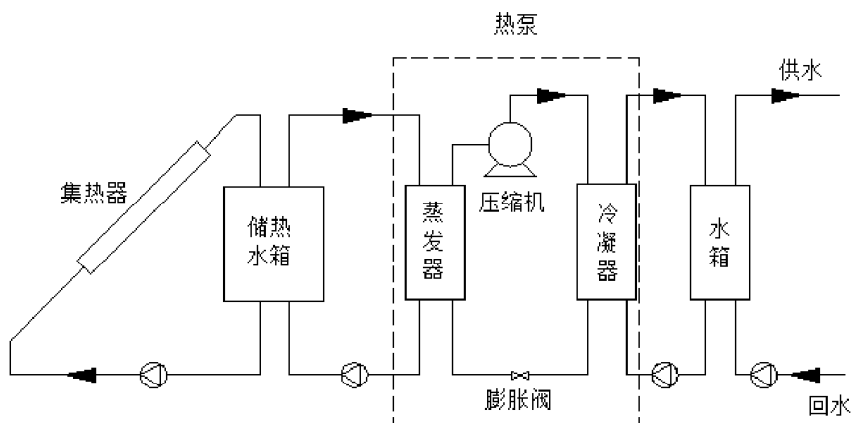 热泵
供水
集热器
储热
水箱
蒸
发
器
压缩机
冷
凝
器
水
箱
膨胀阀
回水